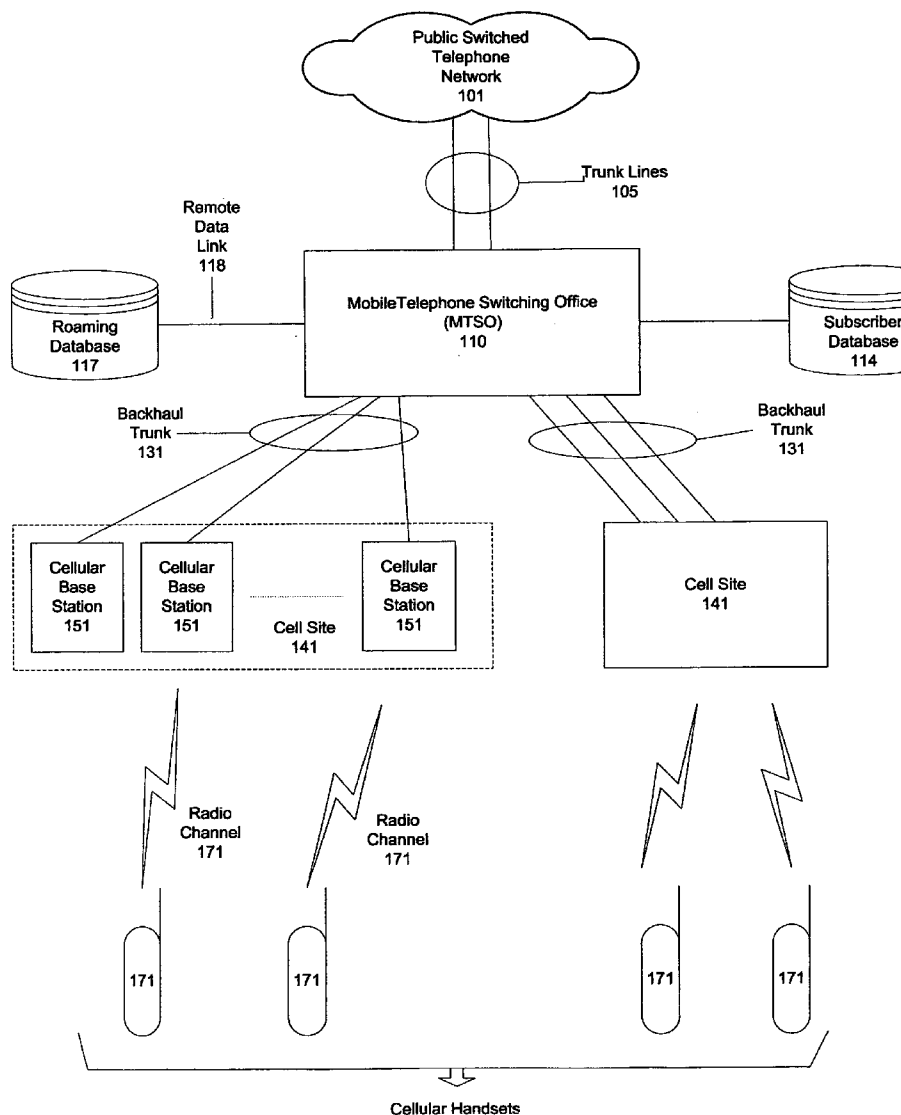 Public Switched
Telephone
Network
101
Trunk Lines
105
Remote
Data
Link
118
MobileTelephone Switching Office
(MTSO)
110
Roaming
Database
117
Subscriber
Database
114
Backhaul
Trunk
131
Backhaul
Trunk
131
Cellular
Base
Station
151
Cellular
Base
Station
151
Cellular
Base
Station
151
Cell Site
141
Cell Site
141
Radio
Channel
171
Radio
Channel
171
171
171
171
171
Cellular Handsets